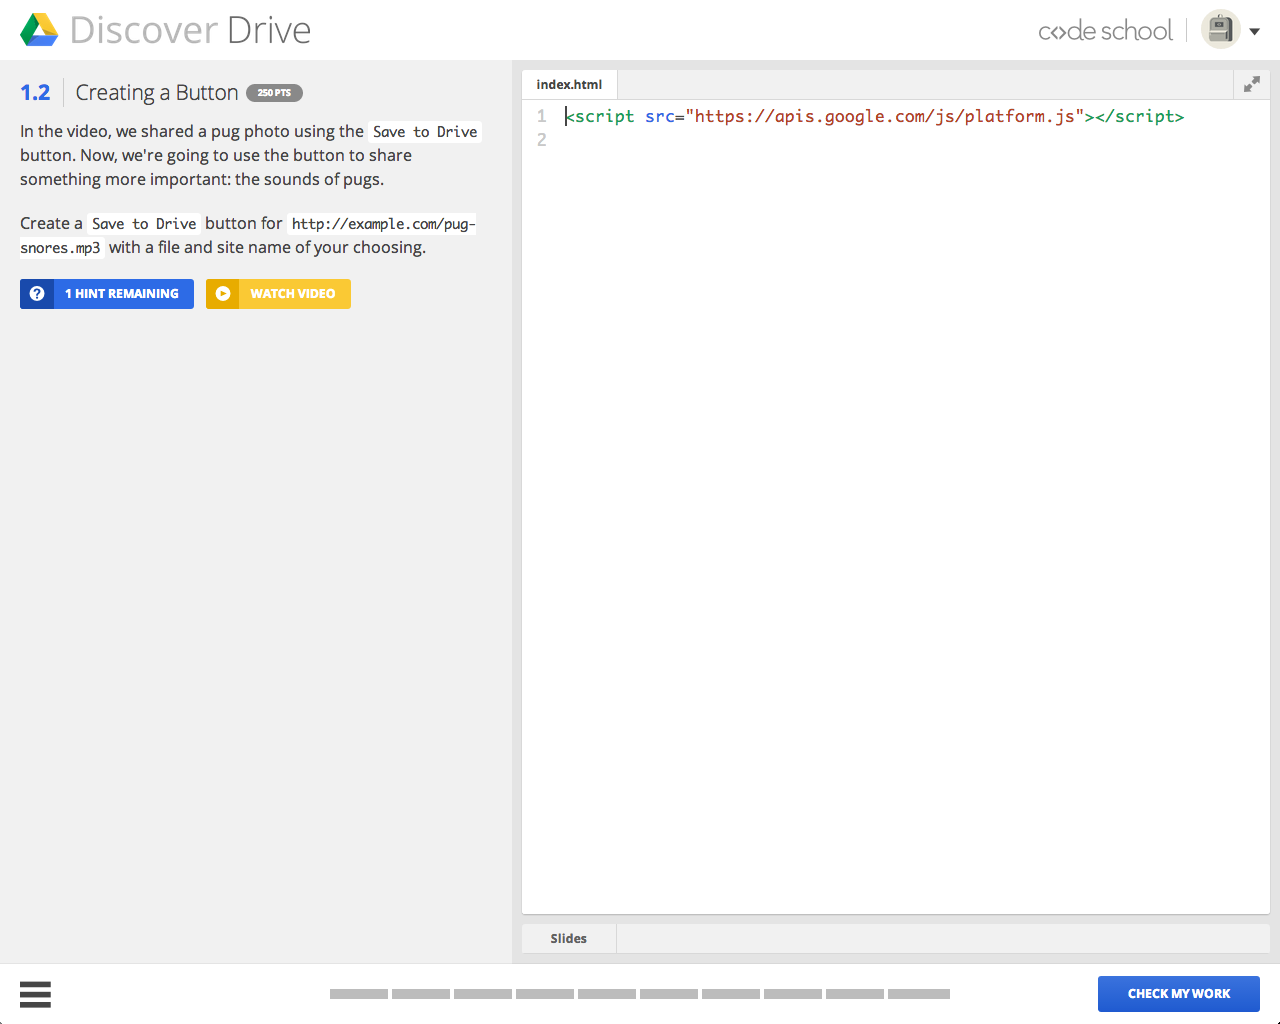 Discover Drive
code school
1.2 Creating a Button 250 PTS
In the video, we shared a pug photo using the Save to Drive
button. Now, we're going to use the button to share
something more important: the sounds of pugs.
Create a Save to Drive button for http://example.com/pug-
snores.mp3 with a file and site name of your choosing.
? 1 HINT REMAINING
WATCH VIDEO
index.html
1 <script src="https://apis.google.com/js/platform.js"></script>
2
Slides
CHECK MY WORK